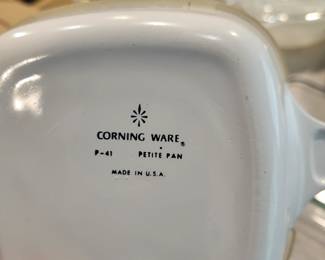 CORNING WARE®
P-41 PETITE PAN
MADE IN U.S.A.